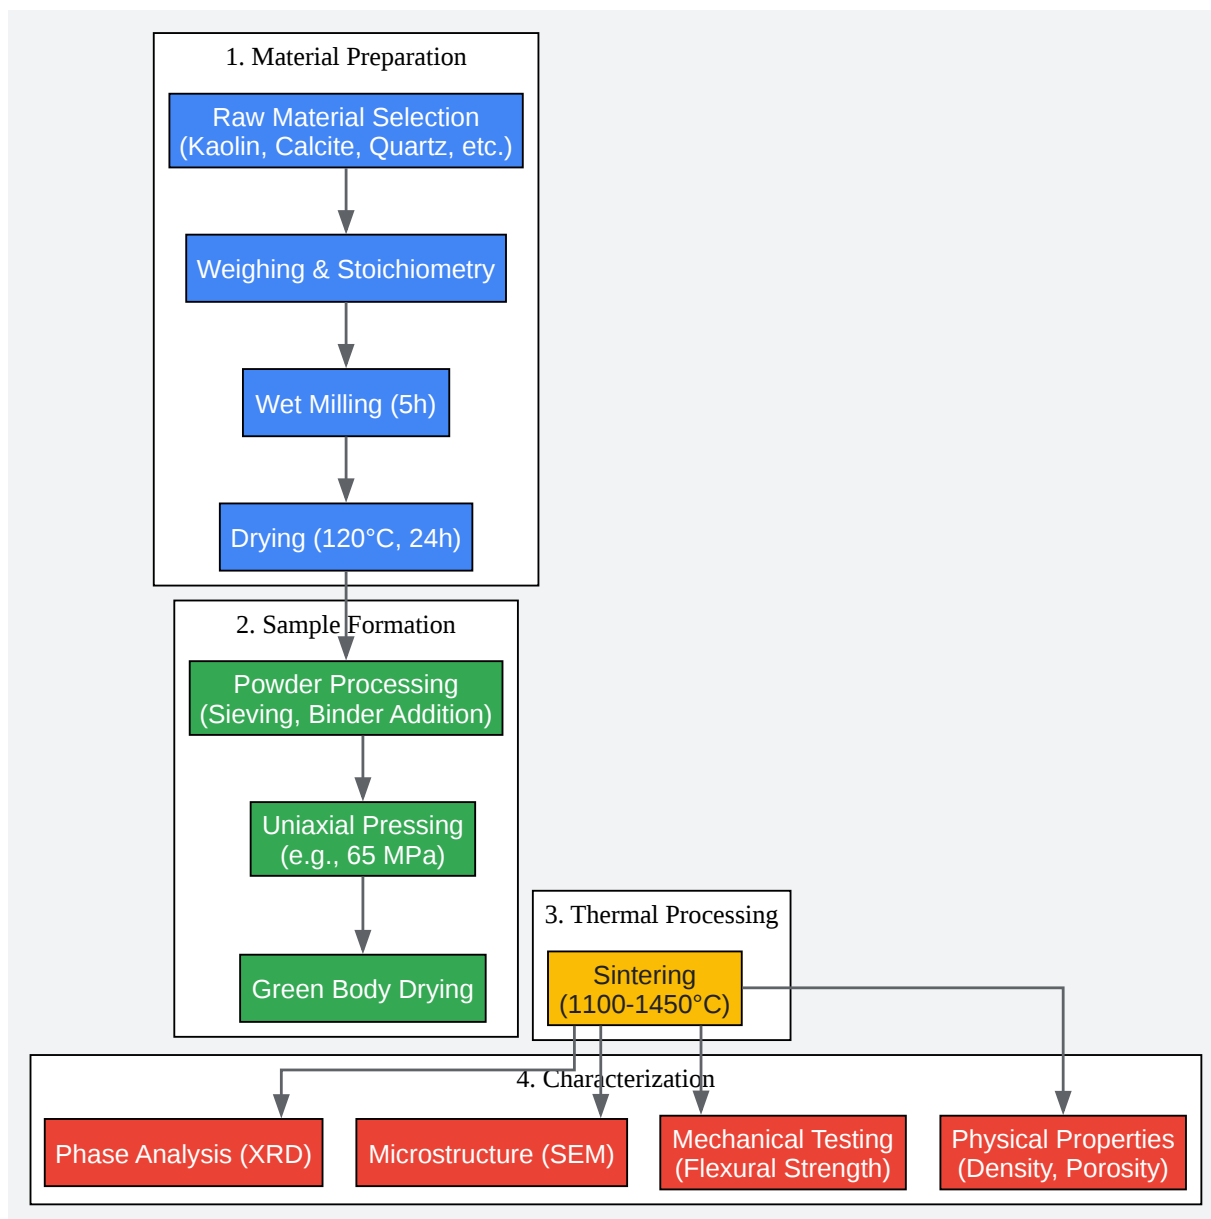 1. Material Preparation
Raw Material Selection
(Kaolin, Calcite, Quartz, etc.)
Weighing & Stoichiometry
Wet Milling (5h)
Drying (120°C, 24h)
2. Sample Formation
Powder Processing
(Sieving, Binder Addition)
Uniaxial Pressing
(e.g., 65 MPa)
Green Body Drying
3. Thermal Processing
Sintering
(1100-1450°C)
4. Characterization
Phase Analysis (XRD)
Microstructure (SEM)
Mechanical Testing
(Flexural Strength)
Physical Properties
(Density, Porosity)